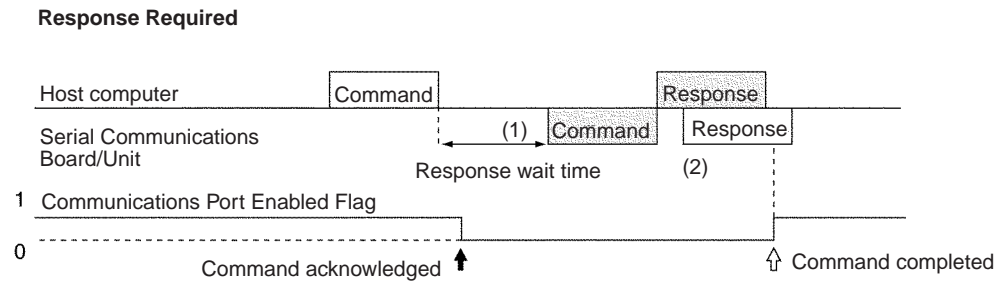 Response Required
Host computer
Command
Response
Serial Communications
Board/Unit
(1)
Command
Response
Response wait time
(2)
1 Communications Port Enabled Flag
0
Command acknowledged
Command completed